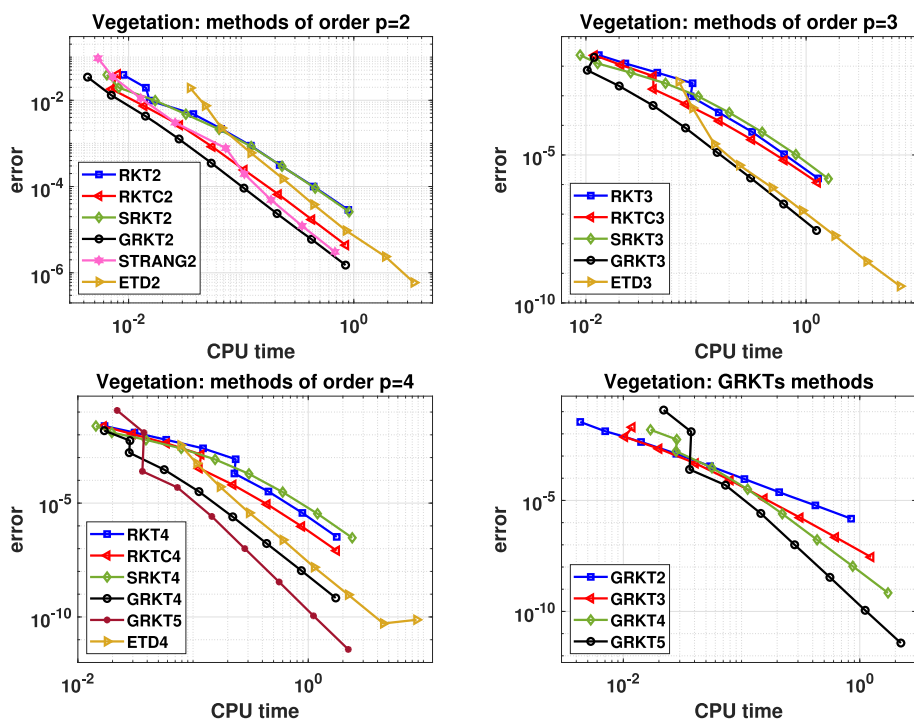 Vegetation: methods of order p=2
error
10^-2
10^-4
10^-6
RKT2
RKTC2
SRKT2
GRKT2
STRANG2
ETD2
10^-2
10^0
CPU time
Vegetation: methods of order p=3
error
10^-5
10^-10
RKT3
RKTC3
SRKT3
GRKT3
ETD3
10^-2
10^0
CPU time
Vegetation: methods of order p=4
error
10^-5
10^-10
RKT4
RKTC4
SRKT4
GRKT4
GRKT5
ETD4
10^-2
10^0
CPU time
Vegetation: GRKTs methods
error
10^-5
10^-10
GRKT2
GRKT3
GRKT4
GRKT5
10^-2
10^0
CPU time